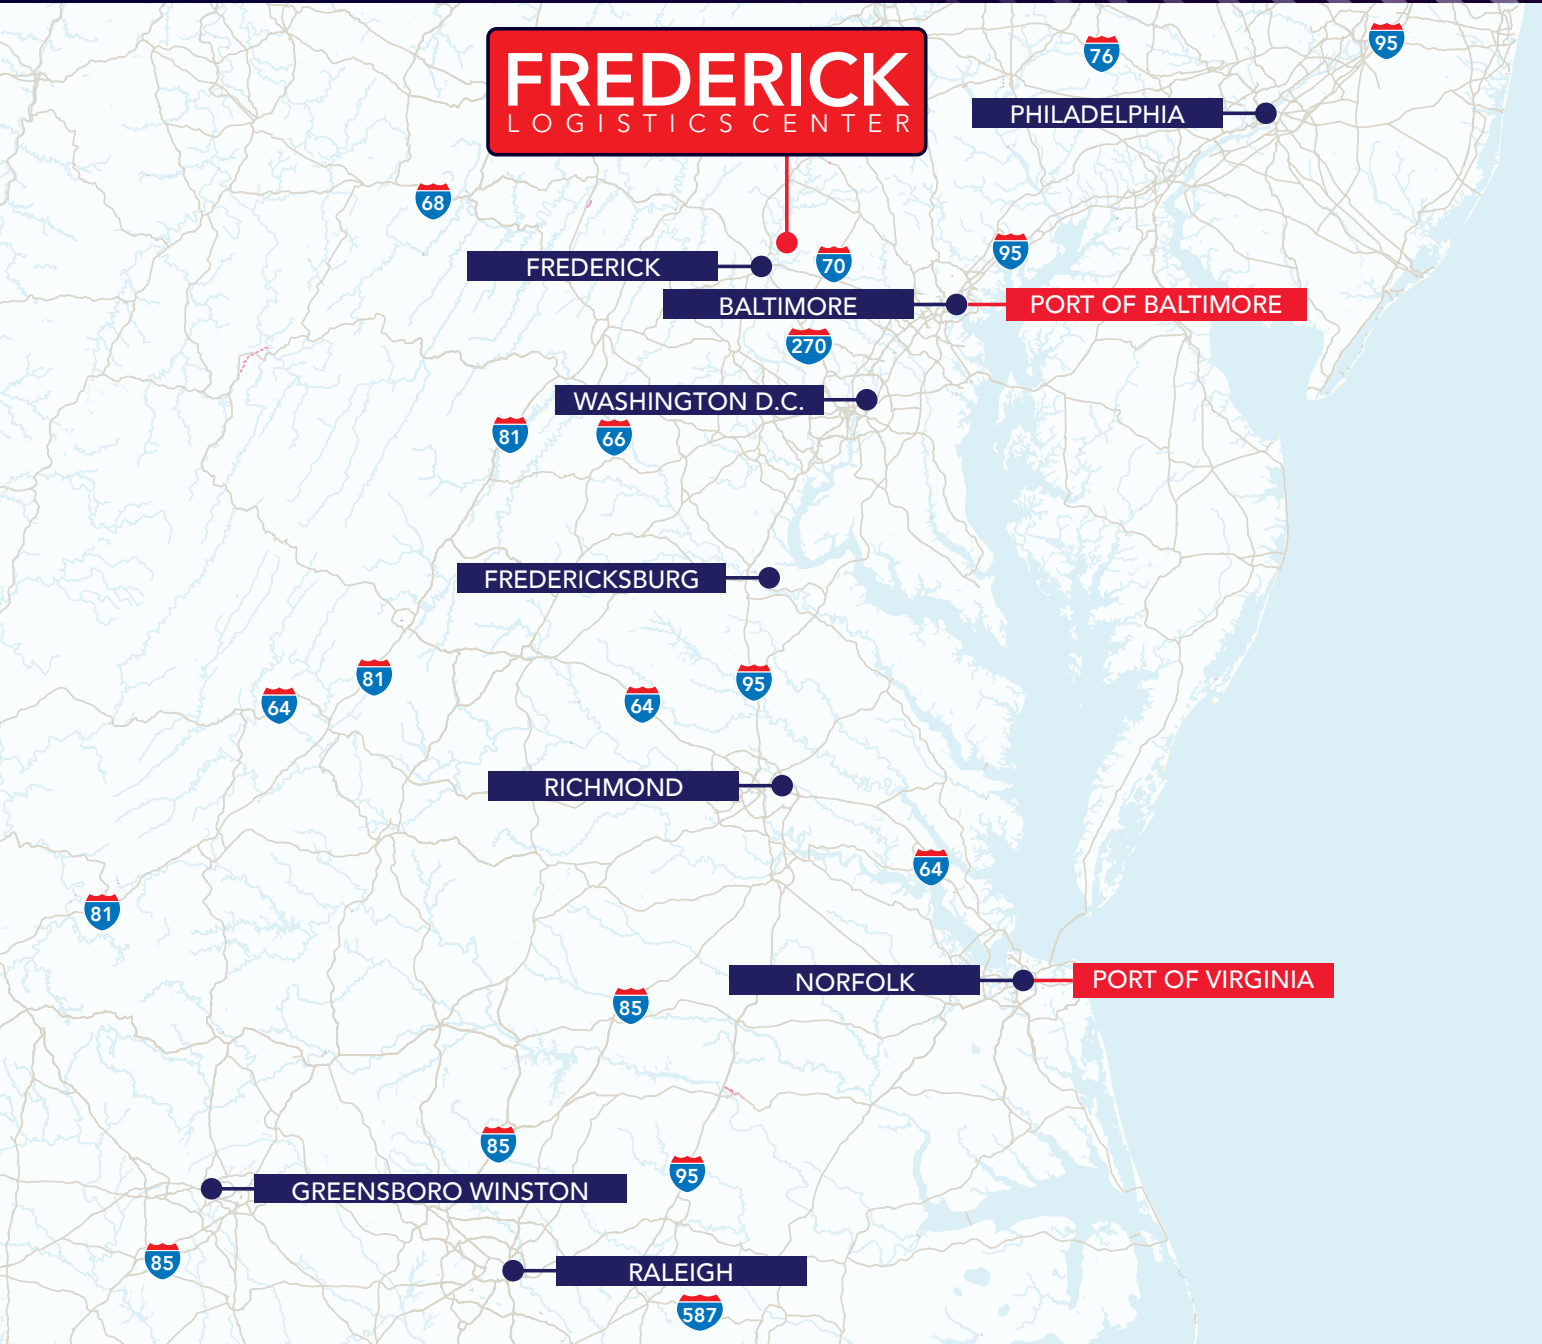 FREDERICK
LOGISTICS CENTER
95
76
PHILADELPHIA
68
95
FREDERICK
70
BALTIMORE
PORT OF BALTIMORE
270
WASHINGTON D.C.
81
66
FREDERICKSBURG
81
95
64
64
RICHMOND
64
81
NORFOLK
PORT OF VIRGINIA
85
85
95
GREENSBORO WINSTON
85
RALEIGH
587